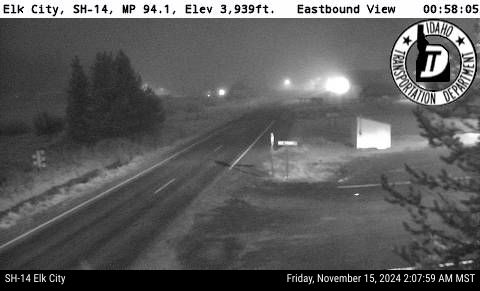 Elk City, SH-14, MP 94.1, Elev 3,939ft. Eastbound View 00:58:05
IDAHO
TRANSPORTATION DEPARTMENT
SH-14 Elk City Friday, November 15, 2024 2:07:59 AM MST